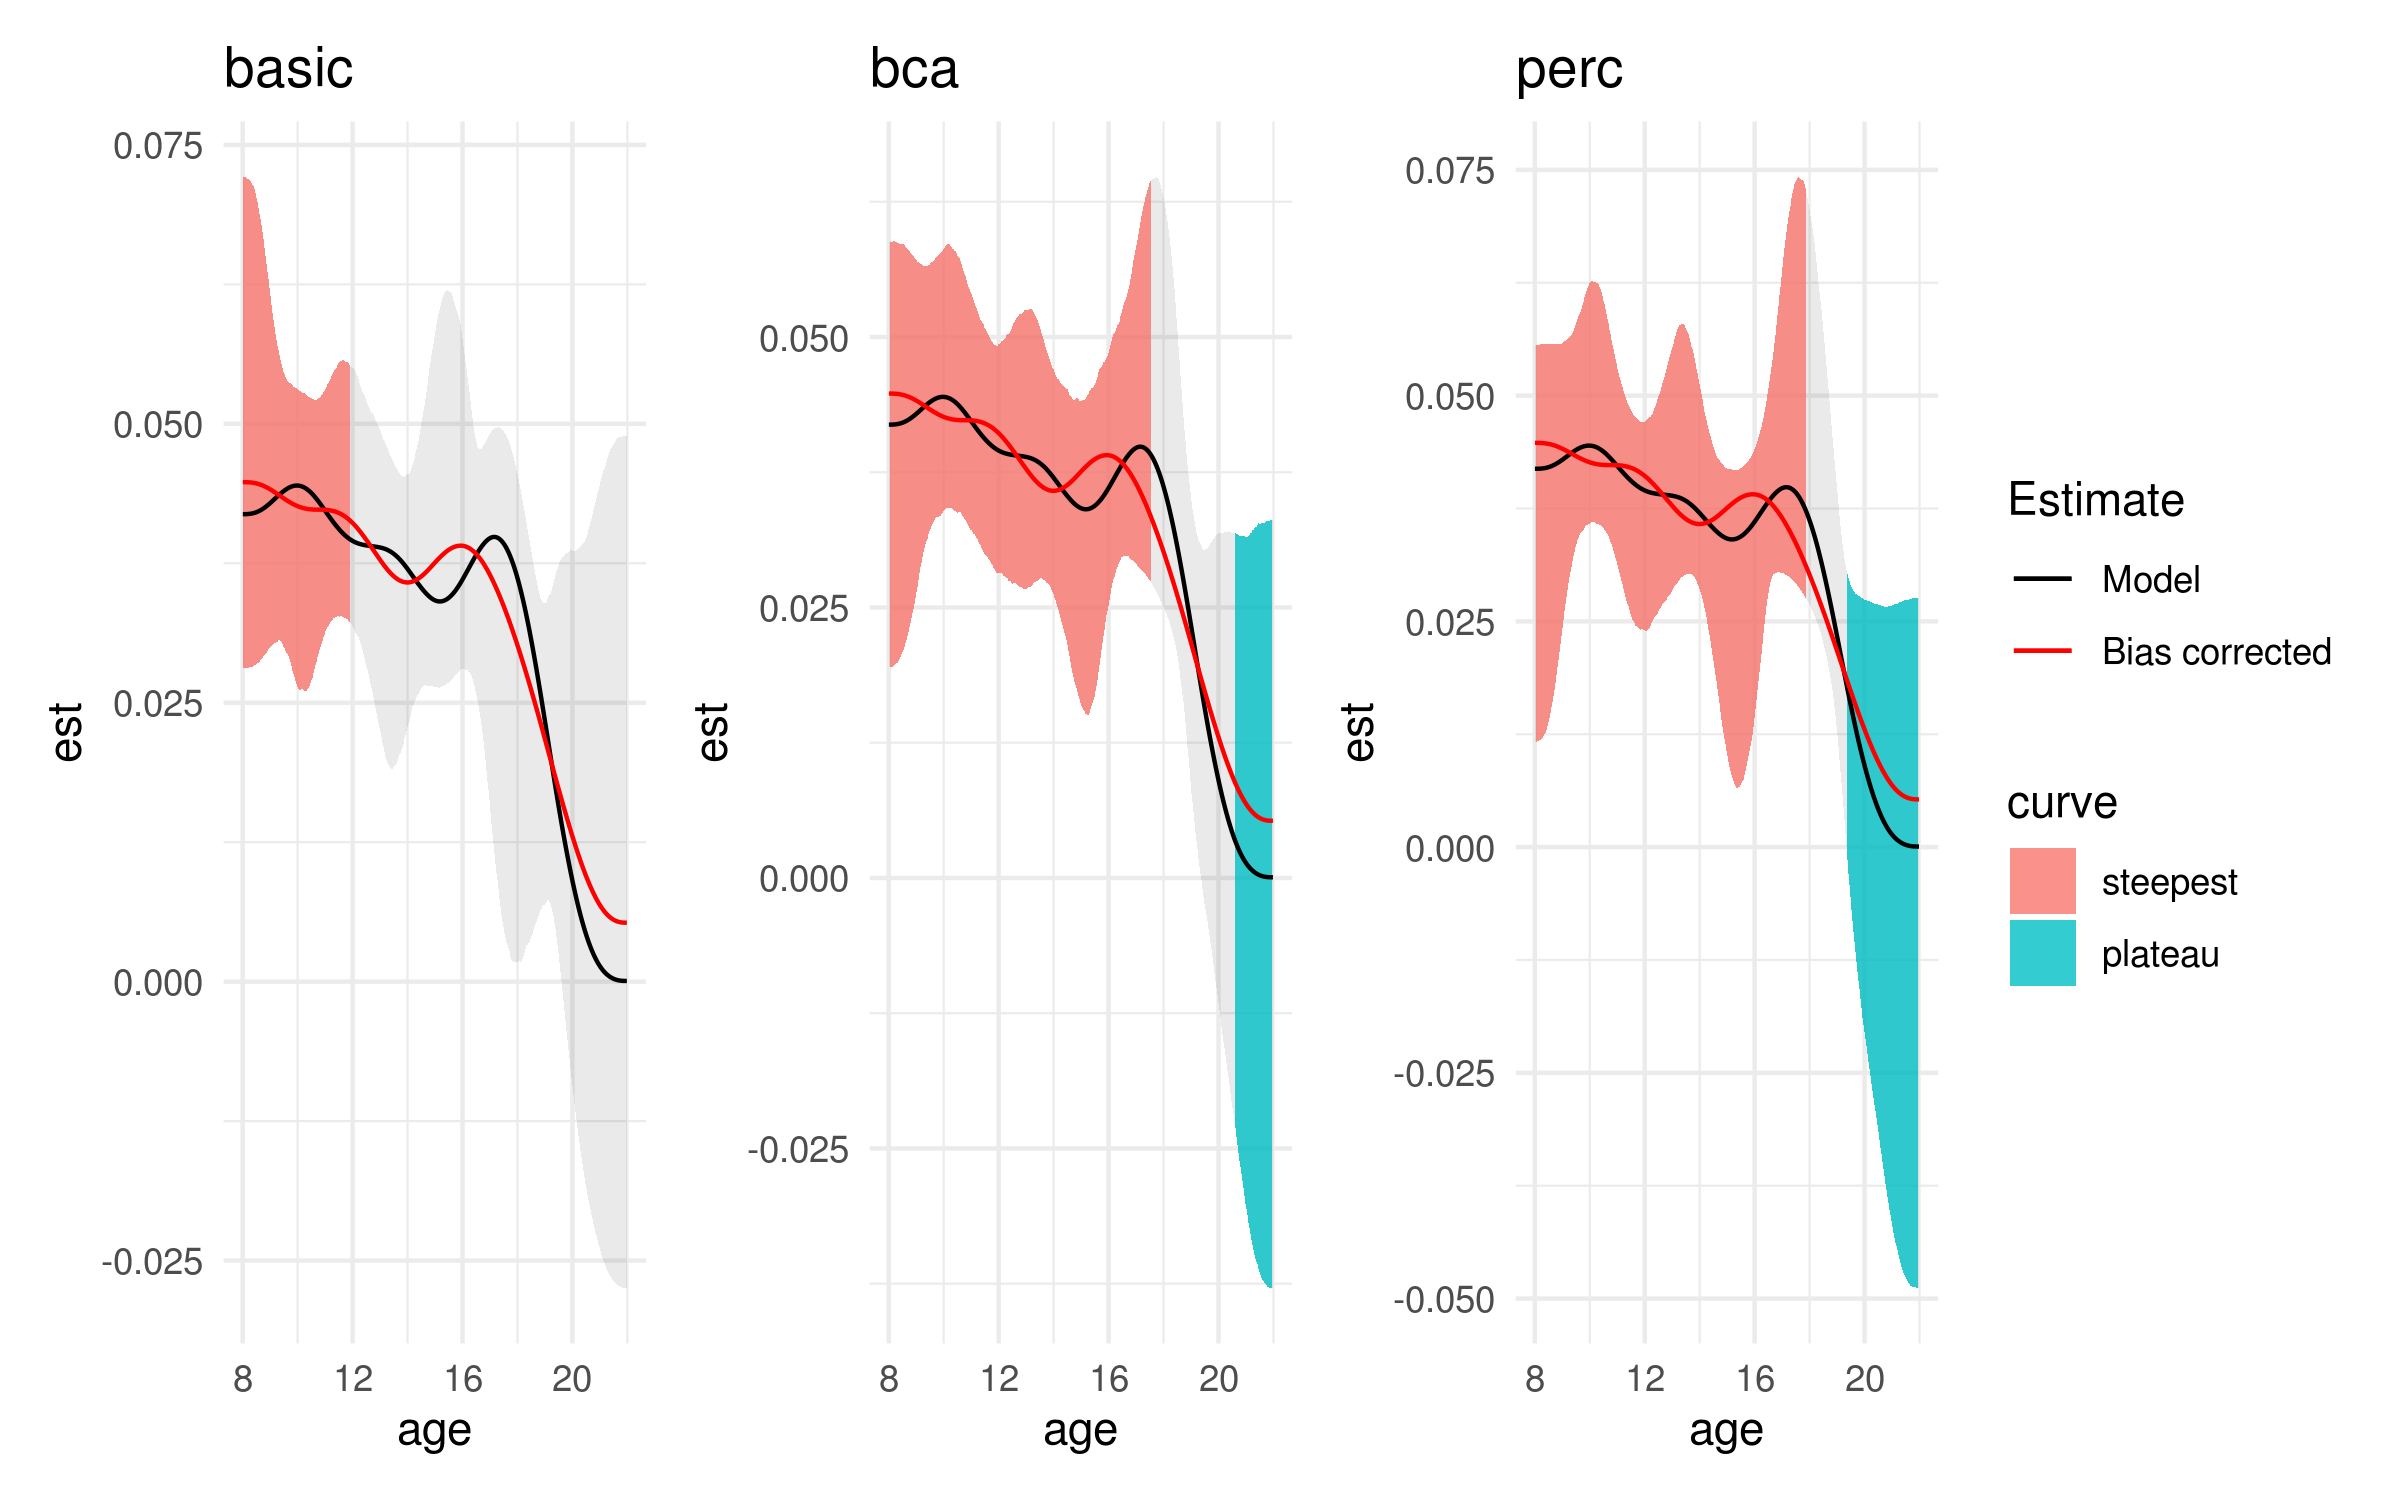 basic
bca
perc
0.075
0.050
0.025
0.000
-0.025
est
8 12 16 20
age
0.050
0.025
0.000
-0.025
est
8 12 16 20
age
0.075
0.050
0.025
0.000
-0.025
-0.050
est
8 12 16 20
age
Estimate
Model
Bias corrected
curve
steepest
plateau